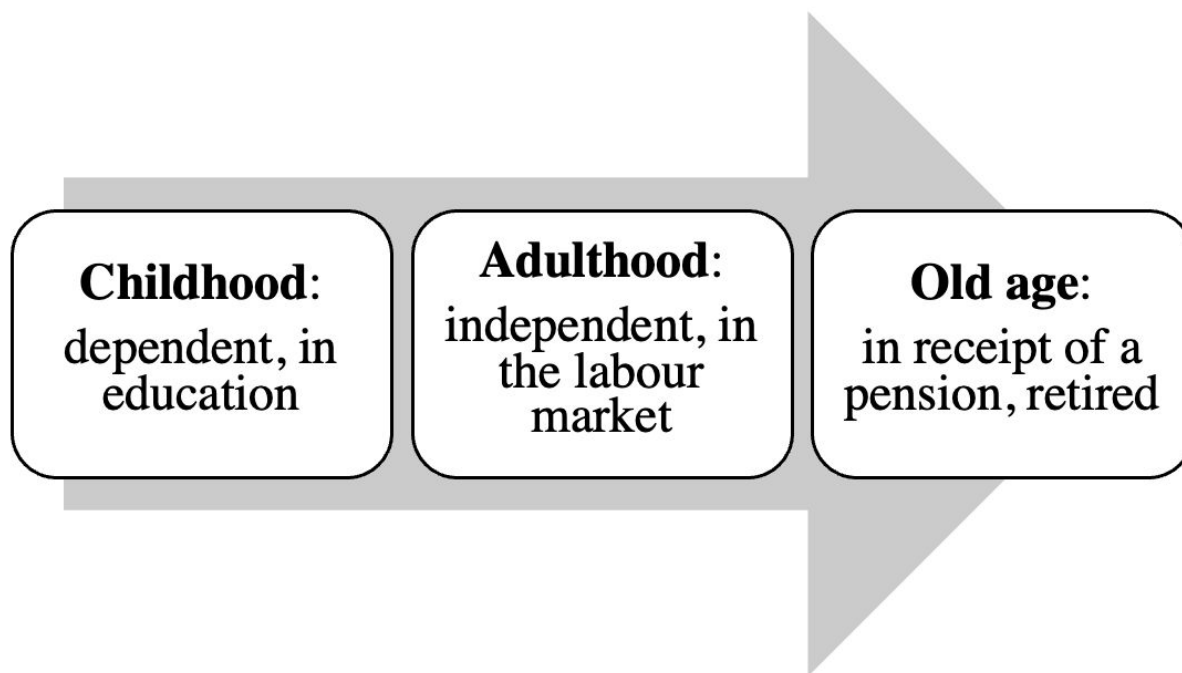 Childhood:
dependent, in
education
Adulthood:
independent, in
the labour
market
Old age:
in receipt of a
pension, retired